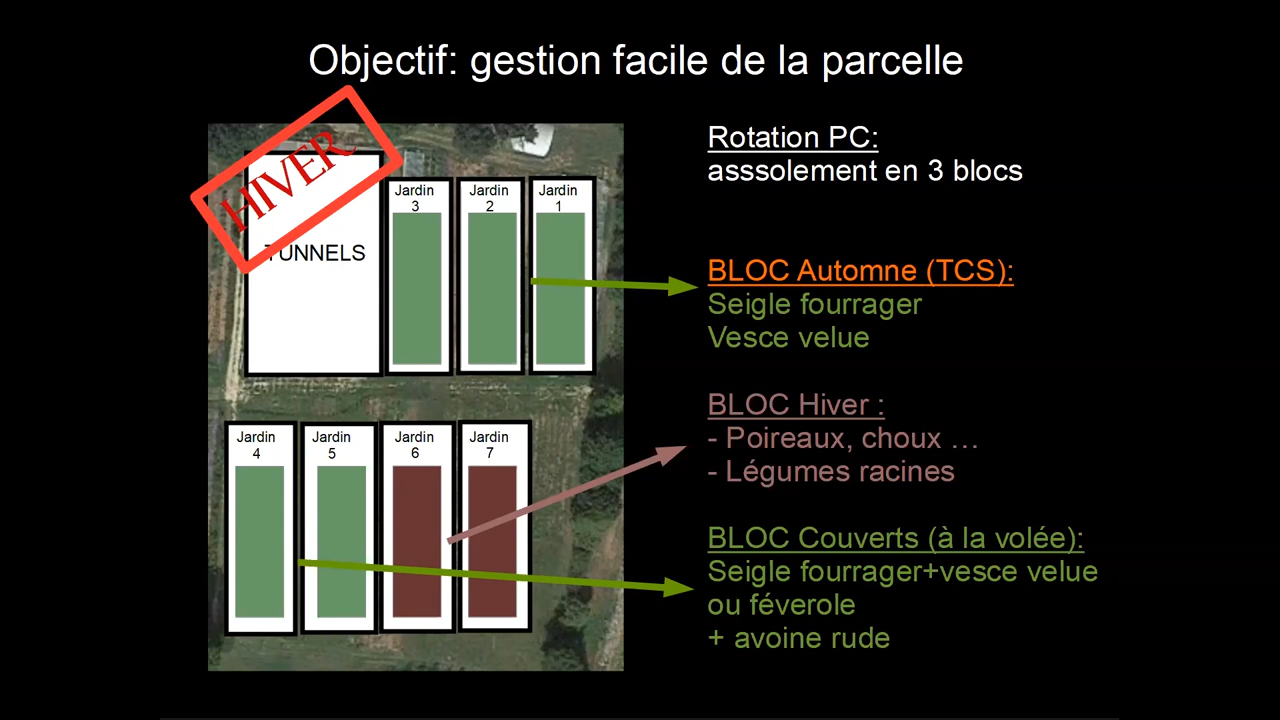 Objectif: gestion facile de la parcelle
HIVER
TUNNELS
Jardin
3
Jardin
2
Jardin
1
Jardin
4
Jardin
5
Jardin
6
Jardin
7
Rotation PC:
asssolement en 3 blocs
BLOC Automne (TCS):
Seigle fourrager
Vesce velue
BLOC Hiver :
- Poireaux, choux …
- Légumes racines
BLOC Couverts (à la volée):
Seigle fourrager+vesce velue
ou féverole
+ avoine rude